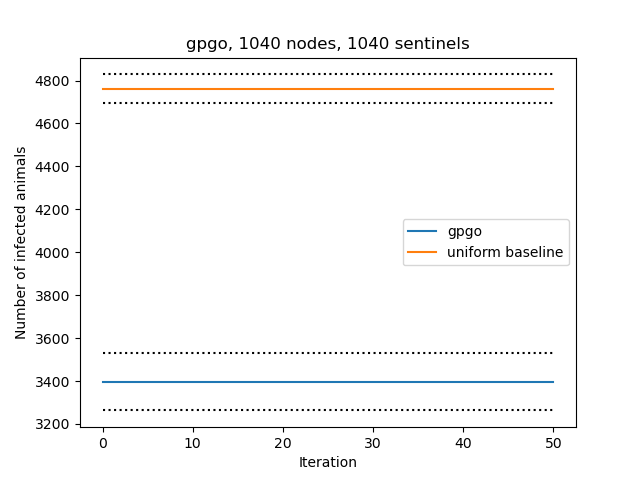 gpgo, 1040 nodes, 1040 sentinels
4800
4600
4400
4200
4000
3800
3600
3400
3200
Number of infected animals
gpgo
uniform baseline
0 10 20 30 40 50
Iteration